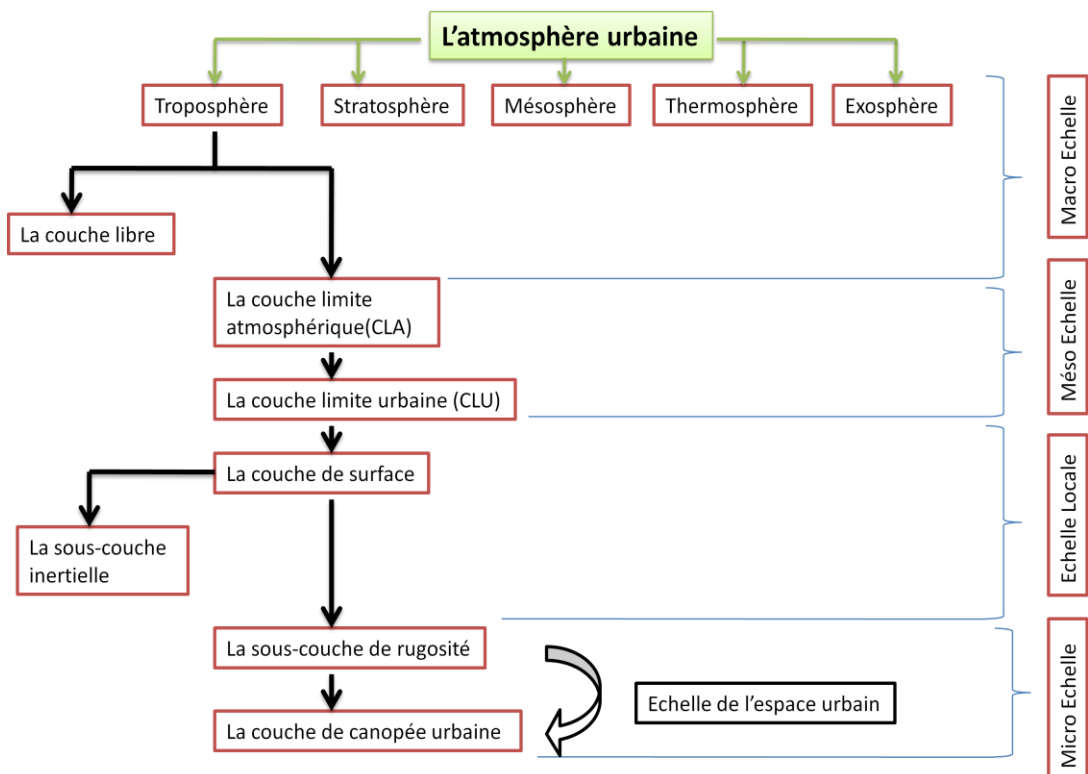 L'atmosphère urbaine
Troposphère
Stratosphère
Mésosphère
Thermosphère
Exosphère
Macro Echelle
La couche libre
La couche limite
atmosphérique(CLA)
Méso Echelle
La couche limite urbaine (CLU)
La couche de surface
Echelle Locale
La sous-couche
inertielle
La sous-couche de rugosité
Echelle de l'espace urbain
La couche de canopée urbaine
Micro Echelle